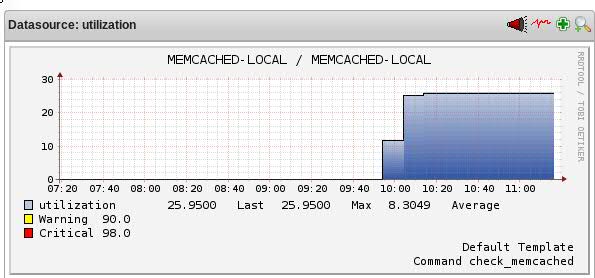 Datasource: utilization
MEMCACHED-LOCAL / MEMCACHED-LOCAL
30
20
10
0
07:20 07:40 08:00 08:20 08:40 09:00 09:20 09:40 10:00 10:20 10:40 11:00
utilization 25.9500 Last 25.9500 Max 8.3049 Average
Warning 90.0
Critical 98.0
Default Template
Command check_memcached
RRDTOOL / TOBI OETIKER